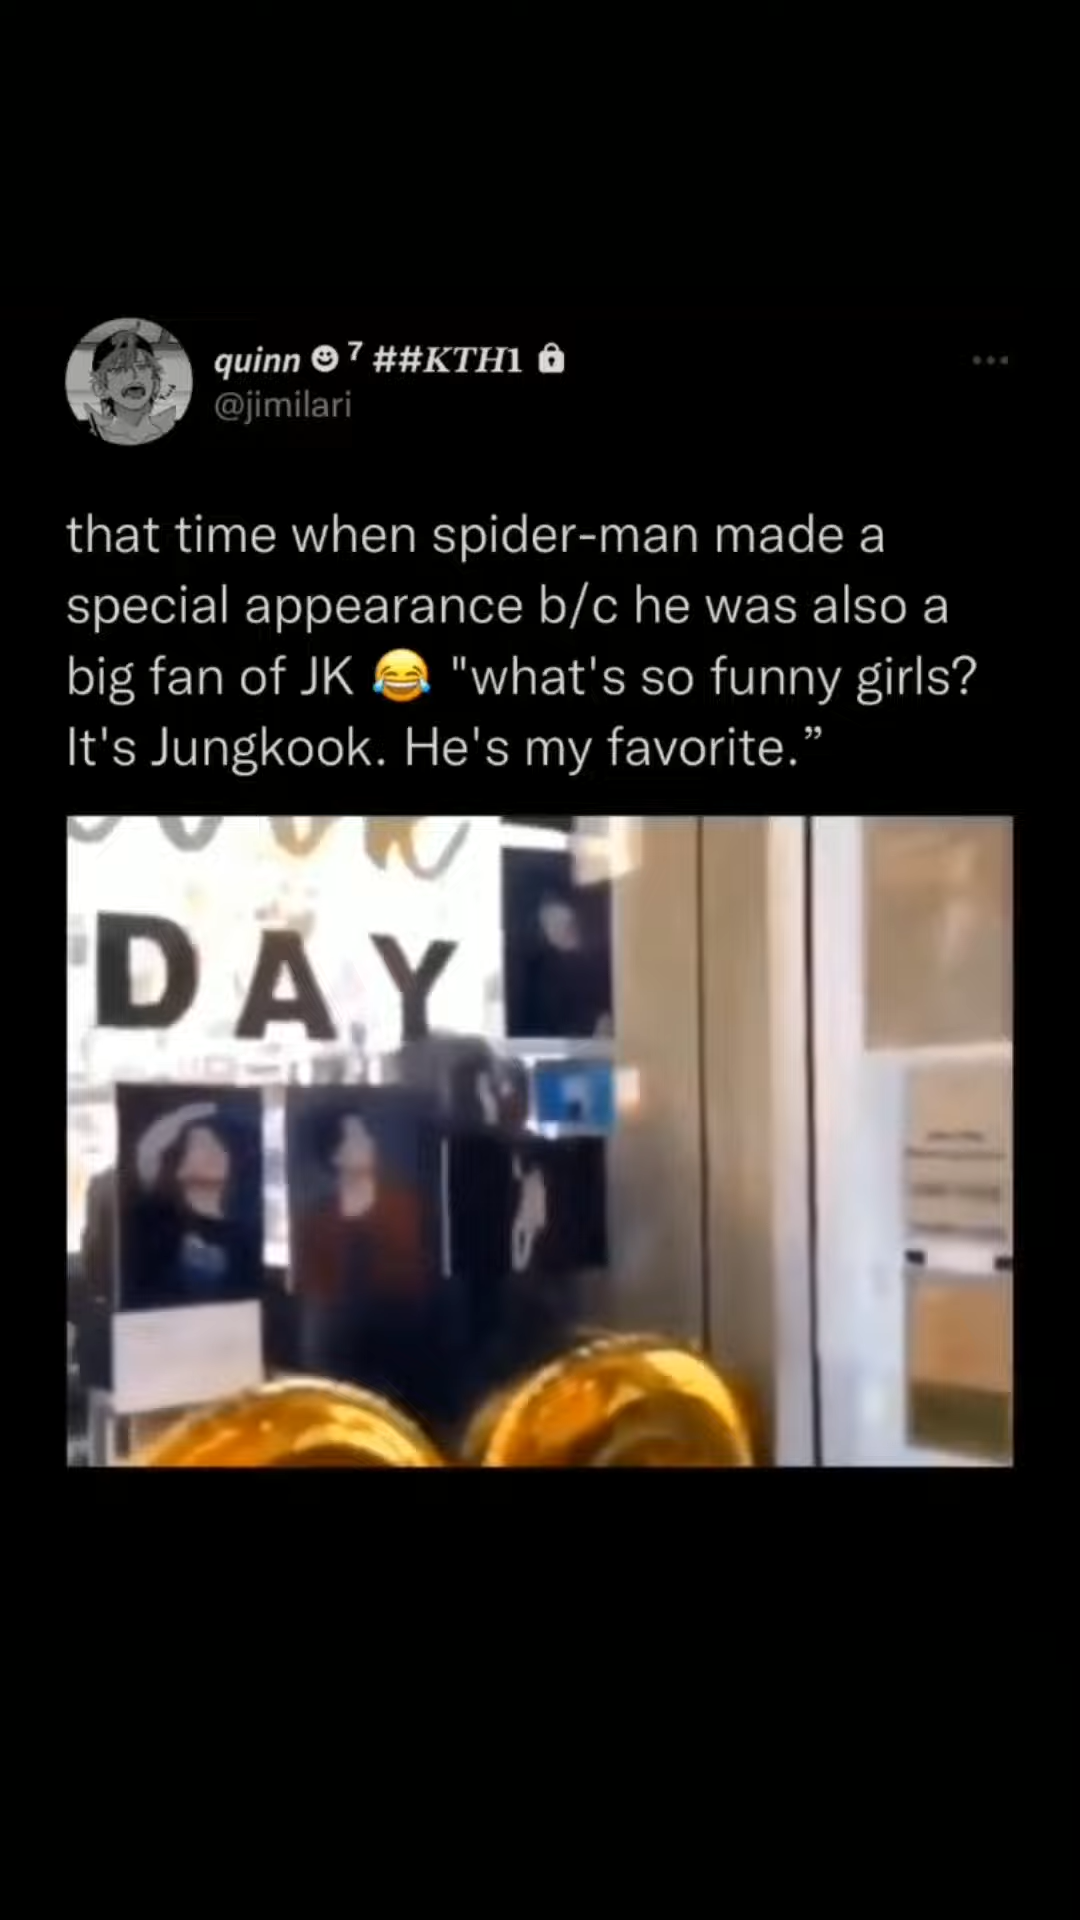 quinn ☻ ⁷ ##KTH1 🔒
@jimilari
that time when spider-man made a
special appearance b/c he was also a
big fan of JK 😂 "what's so funny girls?
It's Jungkook. He's my favorite.”
DAY